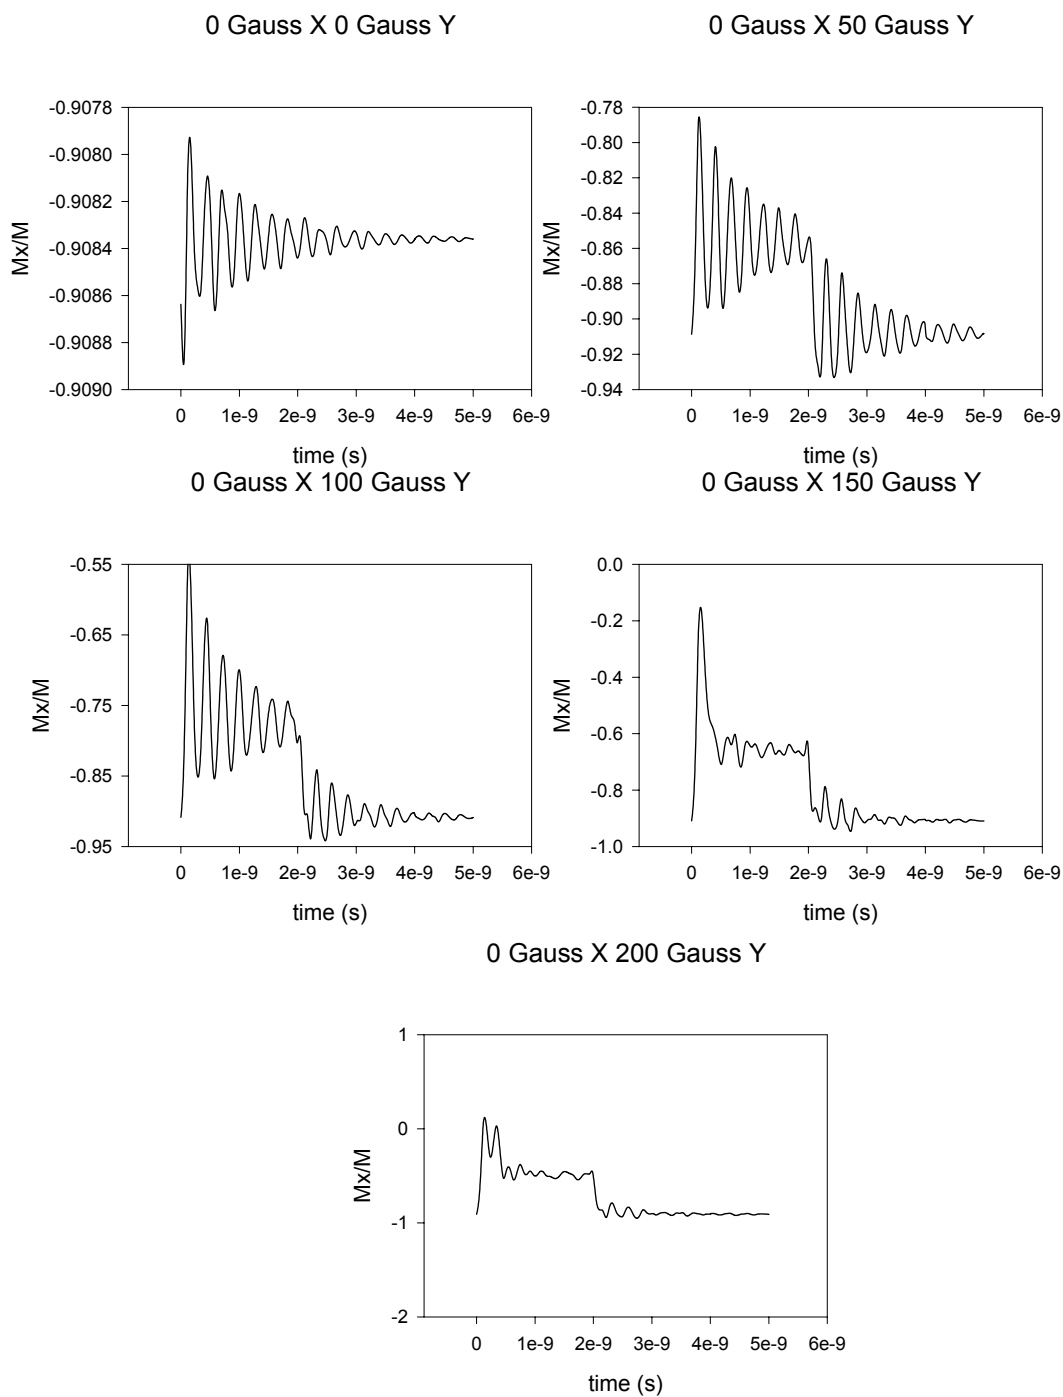 0 Gauss X 0 Gauss Y
0 Gauss X 50 Gauss Y
-0.9078
-0.9080
-0.9082
-0.9084
-0.9086
-0.9088
-0.9090
Mx/M
0
1e-9
2e-9
3e-9
4e-9
5e-9
6e-9
time (s)
-0.78
-0.80
-0.82
-0.84
-0.86
-0.88
-0.90
-0.92
-0.94
Mx/M
0
1e-9
2e-9
3e-9
4e-9
5e-9
6e-9
time (s)
0 Gauss X 100 Gauss Y
0 Gauss X 150 Gauss Y
-0.55
-0.65
-0.75
-0.85
-0.95
Mx/M
0
1e-9
2e-9
3e-9
4e-9
5e-9
6e-9
time (s)
0.0
-0.2
-0.4
-0.6
-0.8
-1.0
Mx/M
0
1e-9
2e-9
3e-9
4e-9
5e-9
6e-9
time (s)
0 Gauss X 200 Gauss Y
1
0
-1
-2
Mx/M
0
1e-9
2e-9
3e-9
4e-9
5e-9
6e-9
time (s)